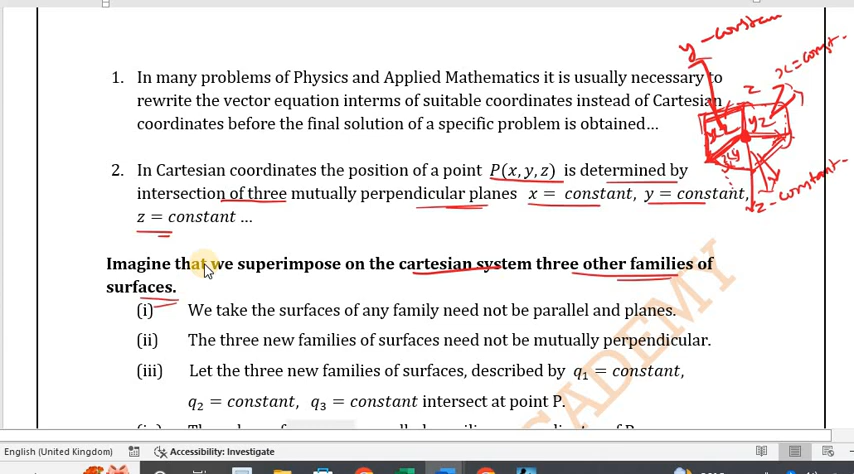 1. In many problems of Physics and Applied Mathematics it is usually necessary to
rewrite the vector equation interms of suitable coordinates instead of Cartesian
coordinates before the final solution of a specific problem is obtained...
2. In Cartesian coordinates the position of a point P(x, y, z) is determined by
intersection of three mutually perpendicular planes x = constant, y = constant,
z = constant ...
Imagine that we superimpose on the cartesian system three other families of
surfaces.
(i) We take the surfaces of any family need not be parallel and planes.
(ii) The three new families of surfaces need not be mutually perpendicular.
(iii) Let the three new families of surfaces, described by q₁ = constant,
q₂ = constant, q₃ = constant intersect at point P.
y - constant
x = const.
z
yz
xy
z - constant
ACADEMY
English (United Kingdom) Accessibility: Investigate